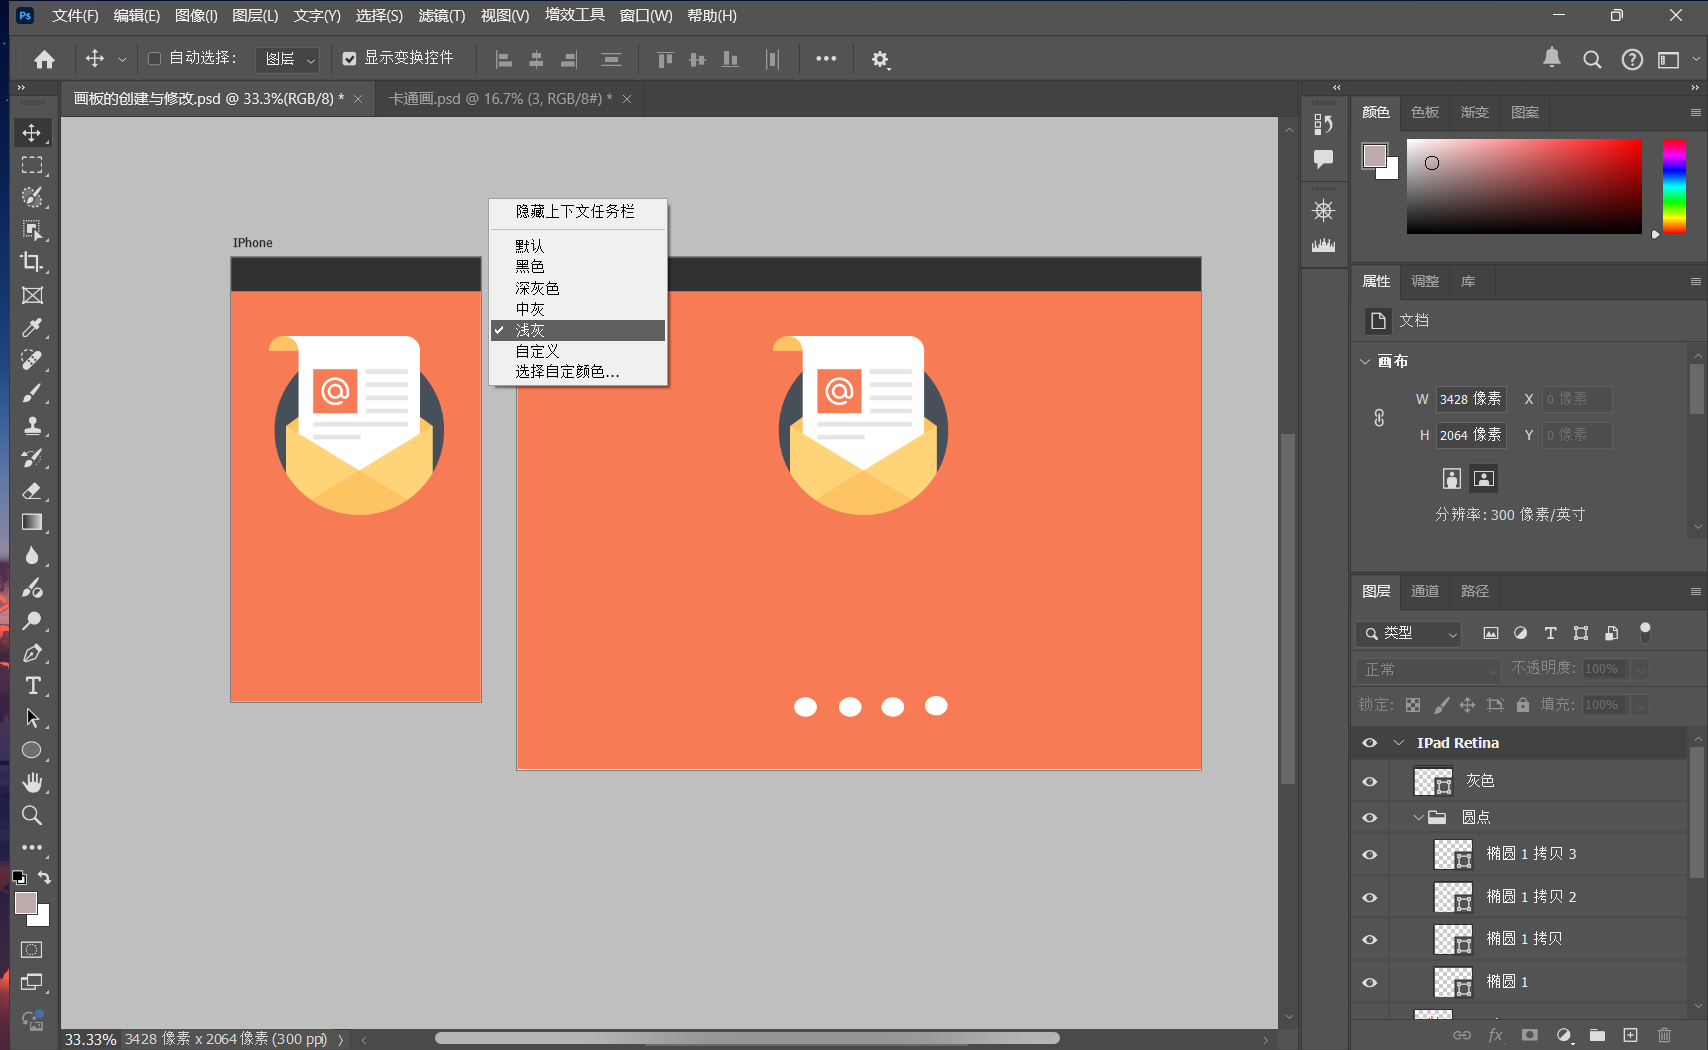 Ps 文件(F) 编辑(E) 图像(I) 图层(L) 文字(Y) 选择(S) 滤镜(T) 视图(V) 增效工具 窗口(W) 帮助(H)
自动选择： 图层 显示变换控件
画板的创建与修改.psd @ 33.3%(RGB/8) * 卡通画.psd @ 16.7% (3, RGB/8#) *
颜色 色板 渐变 图案
隐藏上下文任务栏
默认
黑色
深灰色
中灰
浅灰
自定义
选择自定颜色...
IPhone
@
@
属性 调整 库
文档
画布
W 3428 像素 X 0 像素
H 2064 像素 Y 0 像素
分辨率: 300 像素/英寸
图层 通道 路径
类型
正常 不透明度: 100%
锁定: 填充: 100%
IPad Retina
灰色
圆点
椭圆 1 拷贝 3
椭圆 1 拷贝 2
椭圆 1 拷贝
椭圆 1
fx
33.33% 3428 像素 x 2064 像素 (300 ppi)